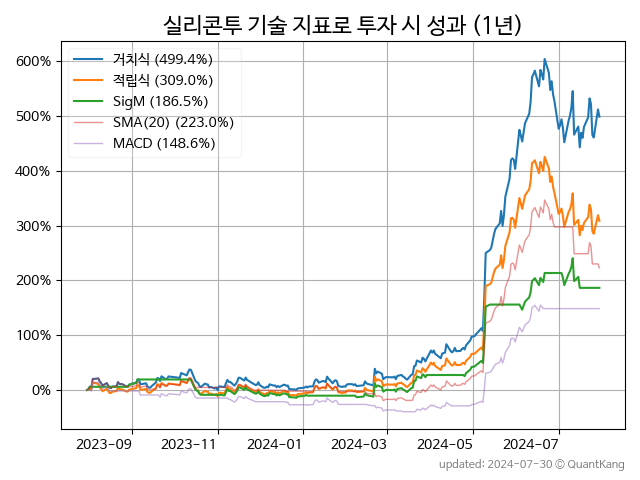 실리콘투 기술 지표로 투자 시 성과 (1년)
거치식 (499.4%)
적립식 (309.0%)
SigM (186.5%)
SMA(20) (223.0%)
MACD (148.6%)
600%
500%
400%
300%
200%
100%
0%
2023-09 2023-11 2024-01 2024-03 2024-05 2024-07
updated: 2024-07-30 © QuantKang